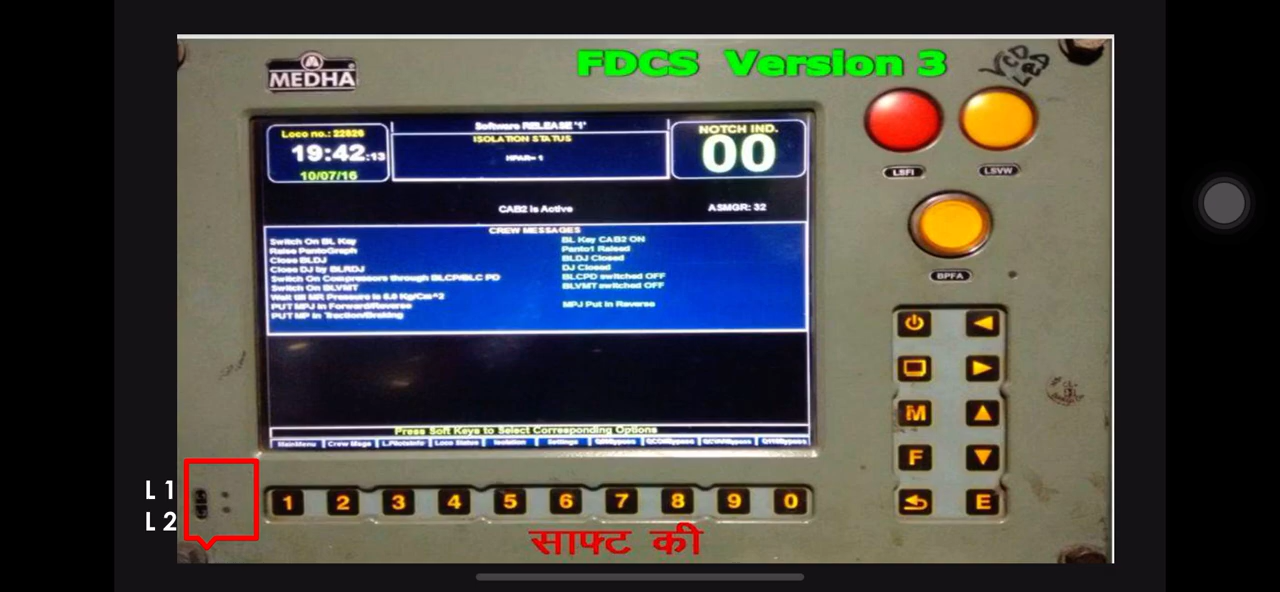 FDCS Version 3
MEDHA
VCD
LSFI
LSVW
BPFA
Loco no.: 22626
19:42:13
10/07/16
Software RELEASE '1'
ISOLATION STATUS
HPAR= 1
NOTCH IND.
00
CAB2 is Active
ASMGR: 32
CREW MESSAGES
Switch On BL Key BL Key CAB2 ON
Raise PantoGraph Panto1 Raised
Close BLDJ BLDJ Closed
Close DJ by BLRDJ DJ Closed
Switch On Compressors through BLCP/BLC PD BLCPD switched OFF
Switch On BLVMT BLVMT switched OFF
Wait till MR Pressure is 6.0 Kg/Cm^2
PUT MPJ in Forward/Reverse MPJ Put in Reverse
PUT MP in Traction/Braking
Press Soft Keys to Select Corresponding Options
MainMenu Crew Msgs L.PilotsInfo Loco Status Isolation Settings
M
F
E
L 1
L 2
1 2 3 4 5 6 7 8 9 0
साफ्ट की